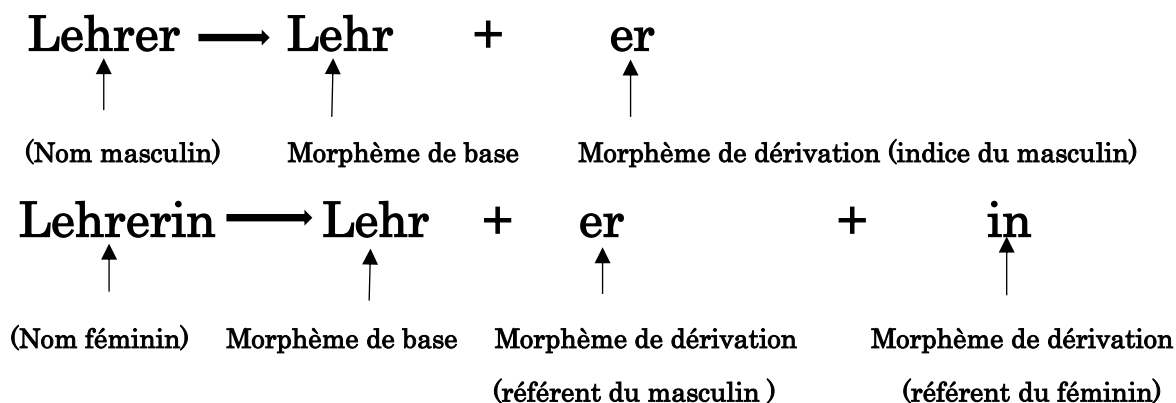 Lehrer Lehr + er
(Nom masculin) Morphème de base Morphème de dérivation (indice du masculin)
Lehrerin Lehr + er + in
(Nom féminin) Morphème de base Morphème de dérivation Morphème de dérivation
(référent du masculin ) (référent du féminin)